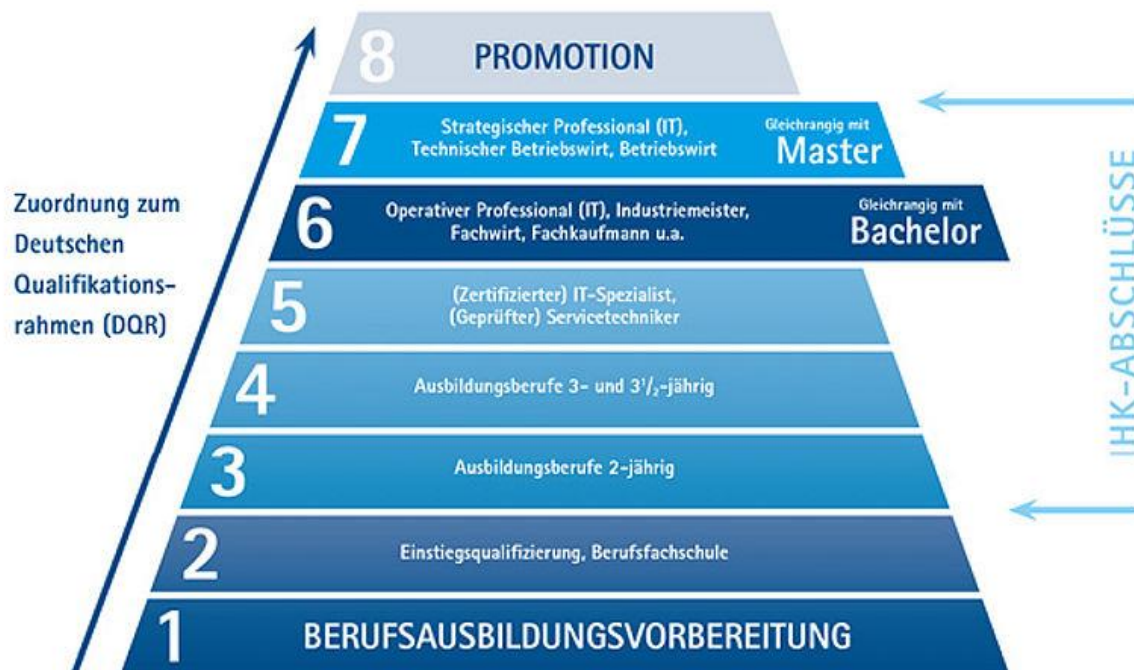 8 PROMOTION
7 Strategischer Professional (IT),
Technischer Betriebswirt, Betriebswirt
Gleichrangig mit
Master
6 Operativer Professional (IT), Industriemeister,
Fachwirt, Fachkaufmann u.a.
Gleichrangig mit
Bachelor
5 (Zertifizierter) IT-Spezialist,
(Geprüfter) Servicetechniker
4 Ausbildungsberufe 3- und 3¹/₂-jährig
3 Ausbildungsberufe 2-jährig
2 Einstiegsqualifizierung, Berufsfachschule
1 BERUFSAUSBILDUNGSVORBEREITUNG
Zuordnung zum
Deutschen
Qualifikations-
rahmen (DQR)
IHK-ABSCHLÜSSE